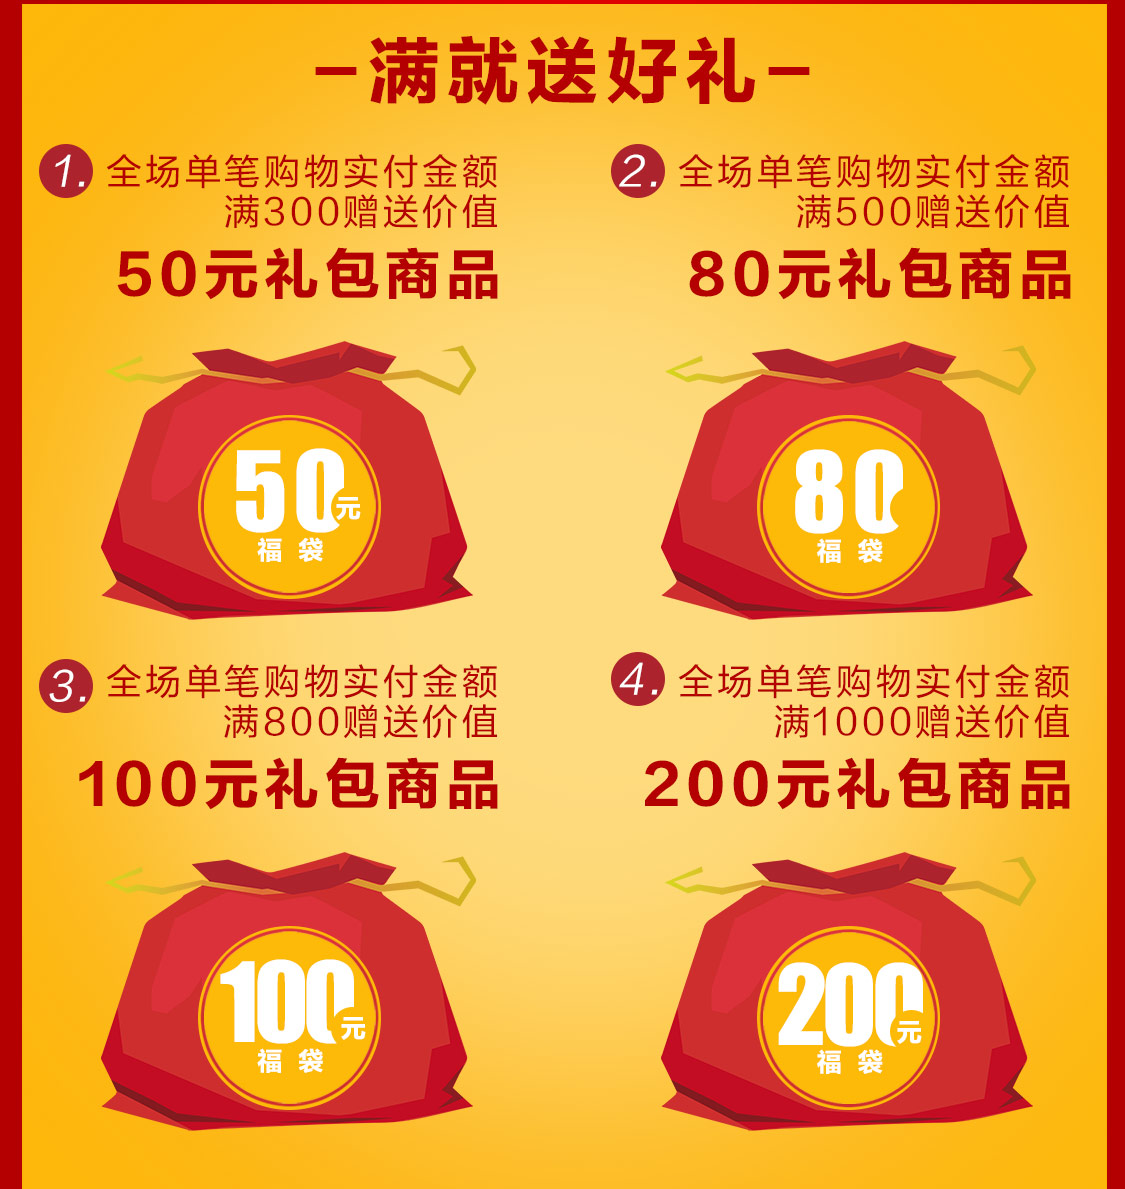 满就送好礼
1. 全场单笔购物实付金额
满300赠送价值
50元礼包商品
2. 全场单笔购物实付金额
满500赠送价值
80元礼包商品
50元
福袋
80
福袋
3. 全场单笔购物实付金额
满800赠送价值
100元礼包商品
4. 全场单笔购物实付金额
满1000赠送价值
200元礼包商品
100元
福袋
200元
福袋